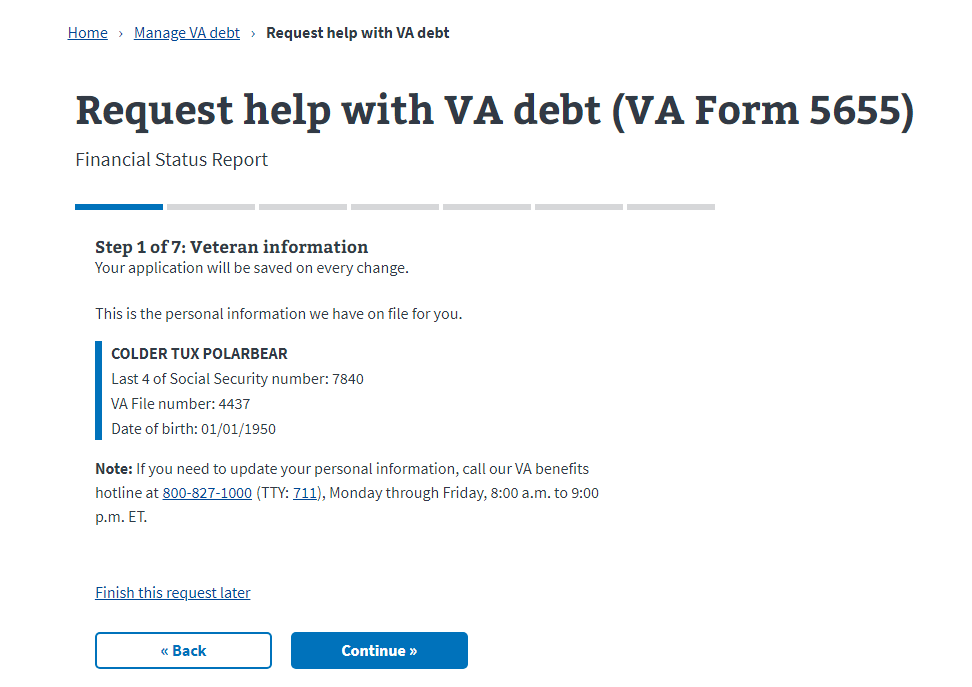 Home › Manage VA debt › Request help with VA debt
Request help with VA debt (VA Form 5655)
Financial Status Report
Step 1 of 7: Veteran information
Your application will be saved on every change.
This is the personal information we have on file for you.
COLDER TUX POLARBEAR
Last 4 of Social Security number: 7840
VA File number: 4437
Date of birth: 01/01/1950
Note: If you need to update your personal information, call our VA benefits
hotline at 800-827-1000 (TTY: 711), Monday through Friday, 8:00 a.m. to 9:00
p.m. ET.
Finish this request later
« Back
Continue »